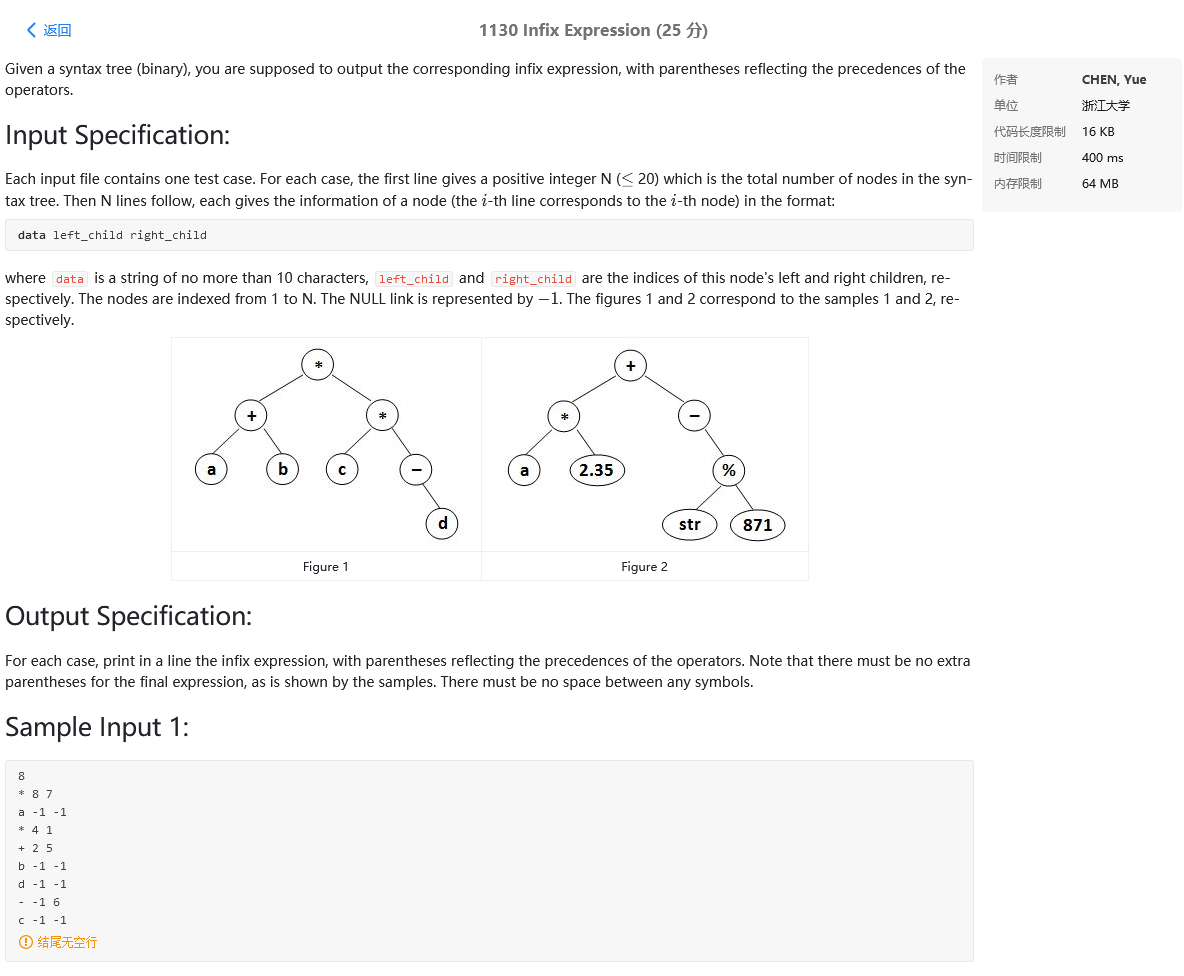 返回
1130 Infix Expression (25 分)
Given a syntax tree (binary), you are supposed to output the corresponding infix expression, with parentheses reflecting the precedences of the
operators.
作者 CHEN, Yue
单位 浙江大学
代码长度限制 16 KB
时间限制 400 ms
内存限制 64 MB
Input Specification:
Each input file contains one test case. For each case, the first line gives a positive integer N (≤ 20) which is the total number of nodes in the syn-
tax tree. Then N lines follow, each gives the information of a node (the i-th line corresponds to the i-th node) in the format:
data left_child right_child
where data is a string of no more than 10 characters, left_child and right_child are the indices of this node's left and right children, re-
spectively. The nodes are indexed from 1 to N. The NULL link is represented by −1. The figures 1 and 2 correspond to the samples 1 and 2, re-
spectively.
*
+ *
a b c −
d
Figure 1
+
* −
a 2.35 %
str 871
Figure 2
Output Specification:
For each case, print in a line the infix expression, with parentheses reflecting the precedences of the operators. Note that there must be no extra
parentheses for the final expression, as is shown by the samples. There must be no space between any symbols.
Sample Input 1:
8
* 8 7
a -1 -1
* 4 1
+ 2 5
b -1 -1
d -1 -1
- -1 6
c -1 -1
结尾无空行